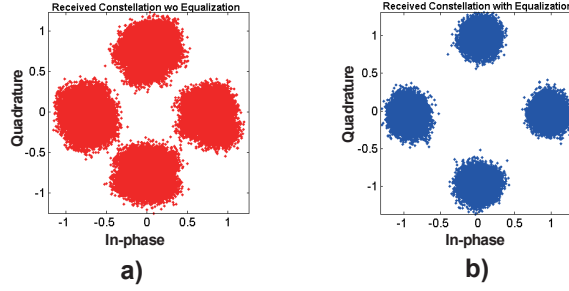 Received Constellation wo Equalization
1
0.5
0
-0.5
-1
Quadrature
-1 -0.5 0 0.5 1
In-phase
a)
Received Constellation with Equalization
1
0.5
0
-0.5
-1
Quadrature
-1 -0.5 0 0.5 1
In-phase
b)